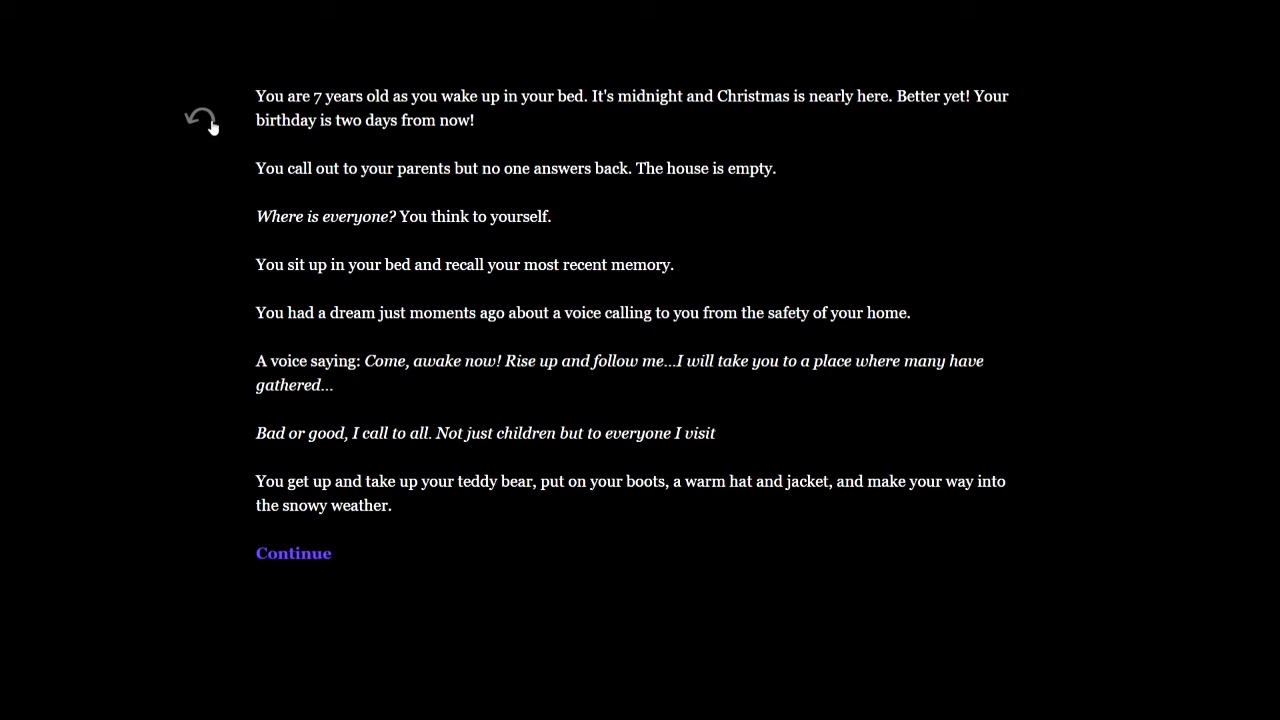 You are 7 years old as you wake up in your bed. It's midnight and Christmas is nearly here. Better yet! Your
birthday is two days from now!
You call out to your parents but no one answers back. The house is empty.
Where is everyone? You think to yourself.
You sit up in your bed and recall your most recent memory.
You had a dream just moments ago about a voice calling to you from the safety of your home.
A voice saying: Come, awake now! Rise up and follow me...I will take you to a place where many have
gathered...
Bad or good, I call to all. Not just children but to everyone I visit
You get up and take up your teddy bear, put on your boots, a warm hat and jacket, and make your way into
the snowy weather.
Continue